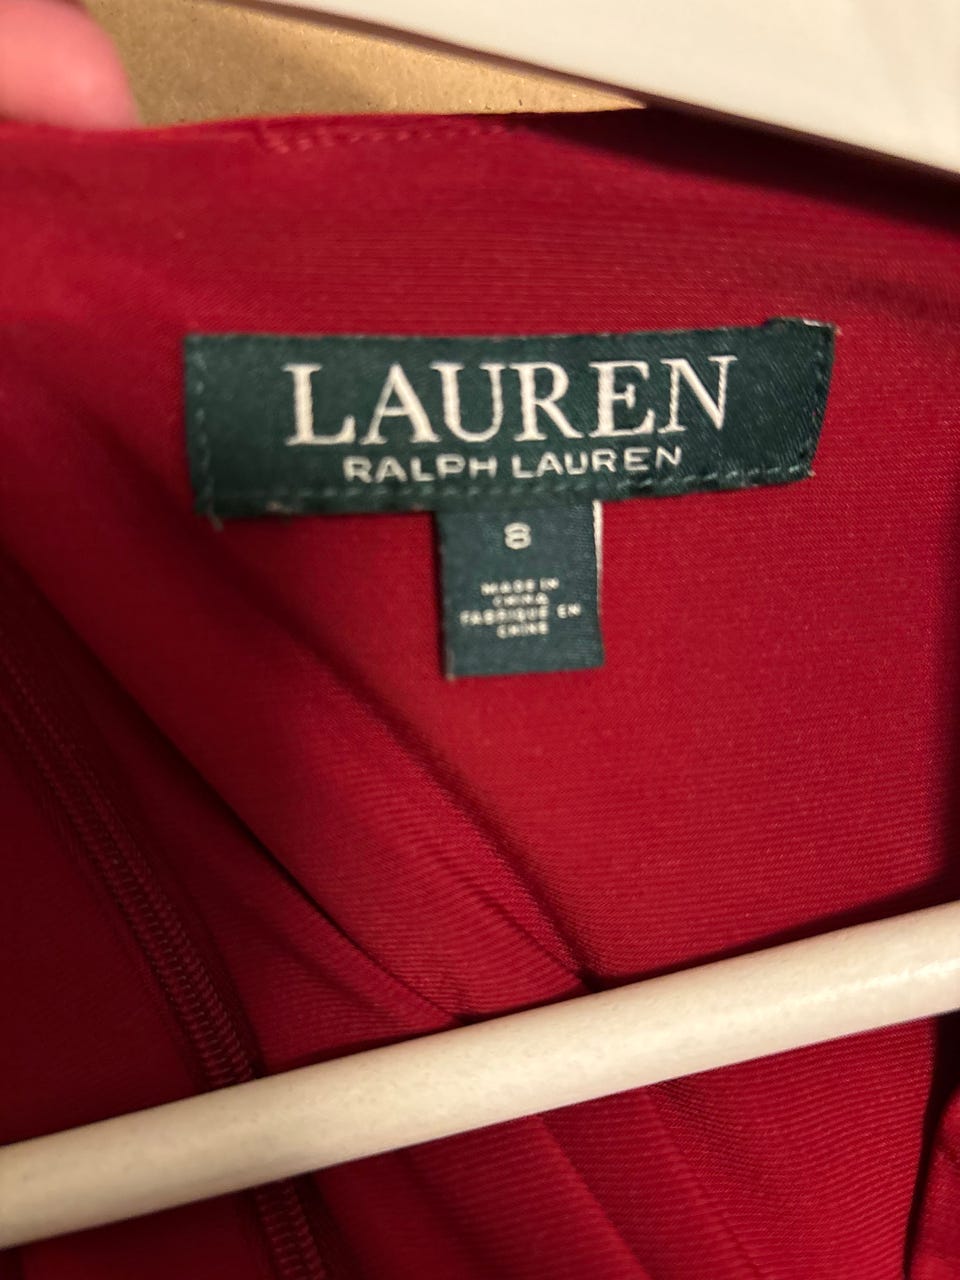 LAUREN
RALPH LAUREN
8
MADE IN
CHINA
FABRIQUÉ EN
CHINE